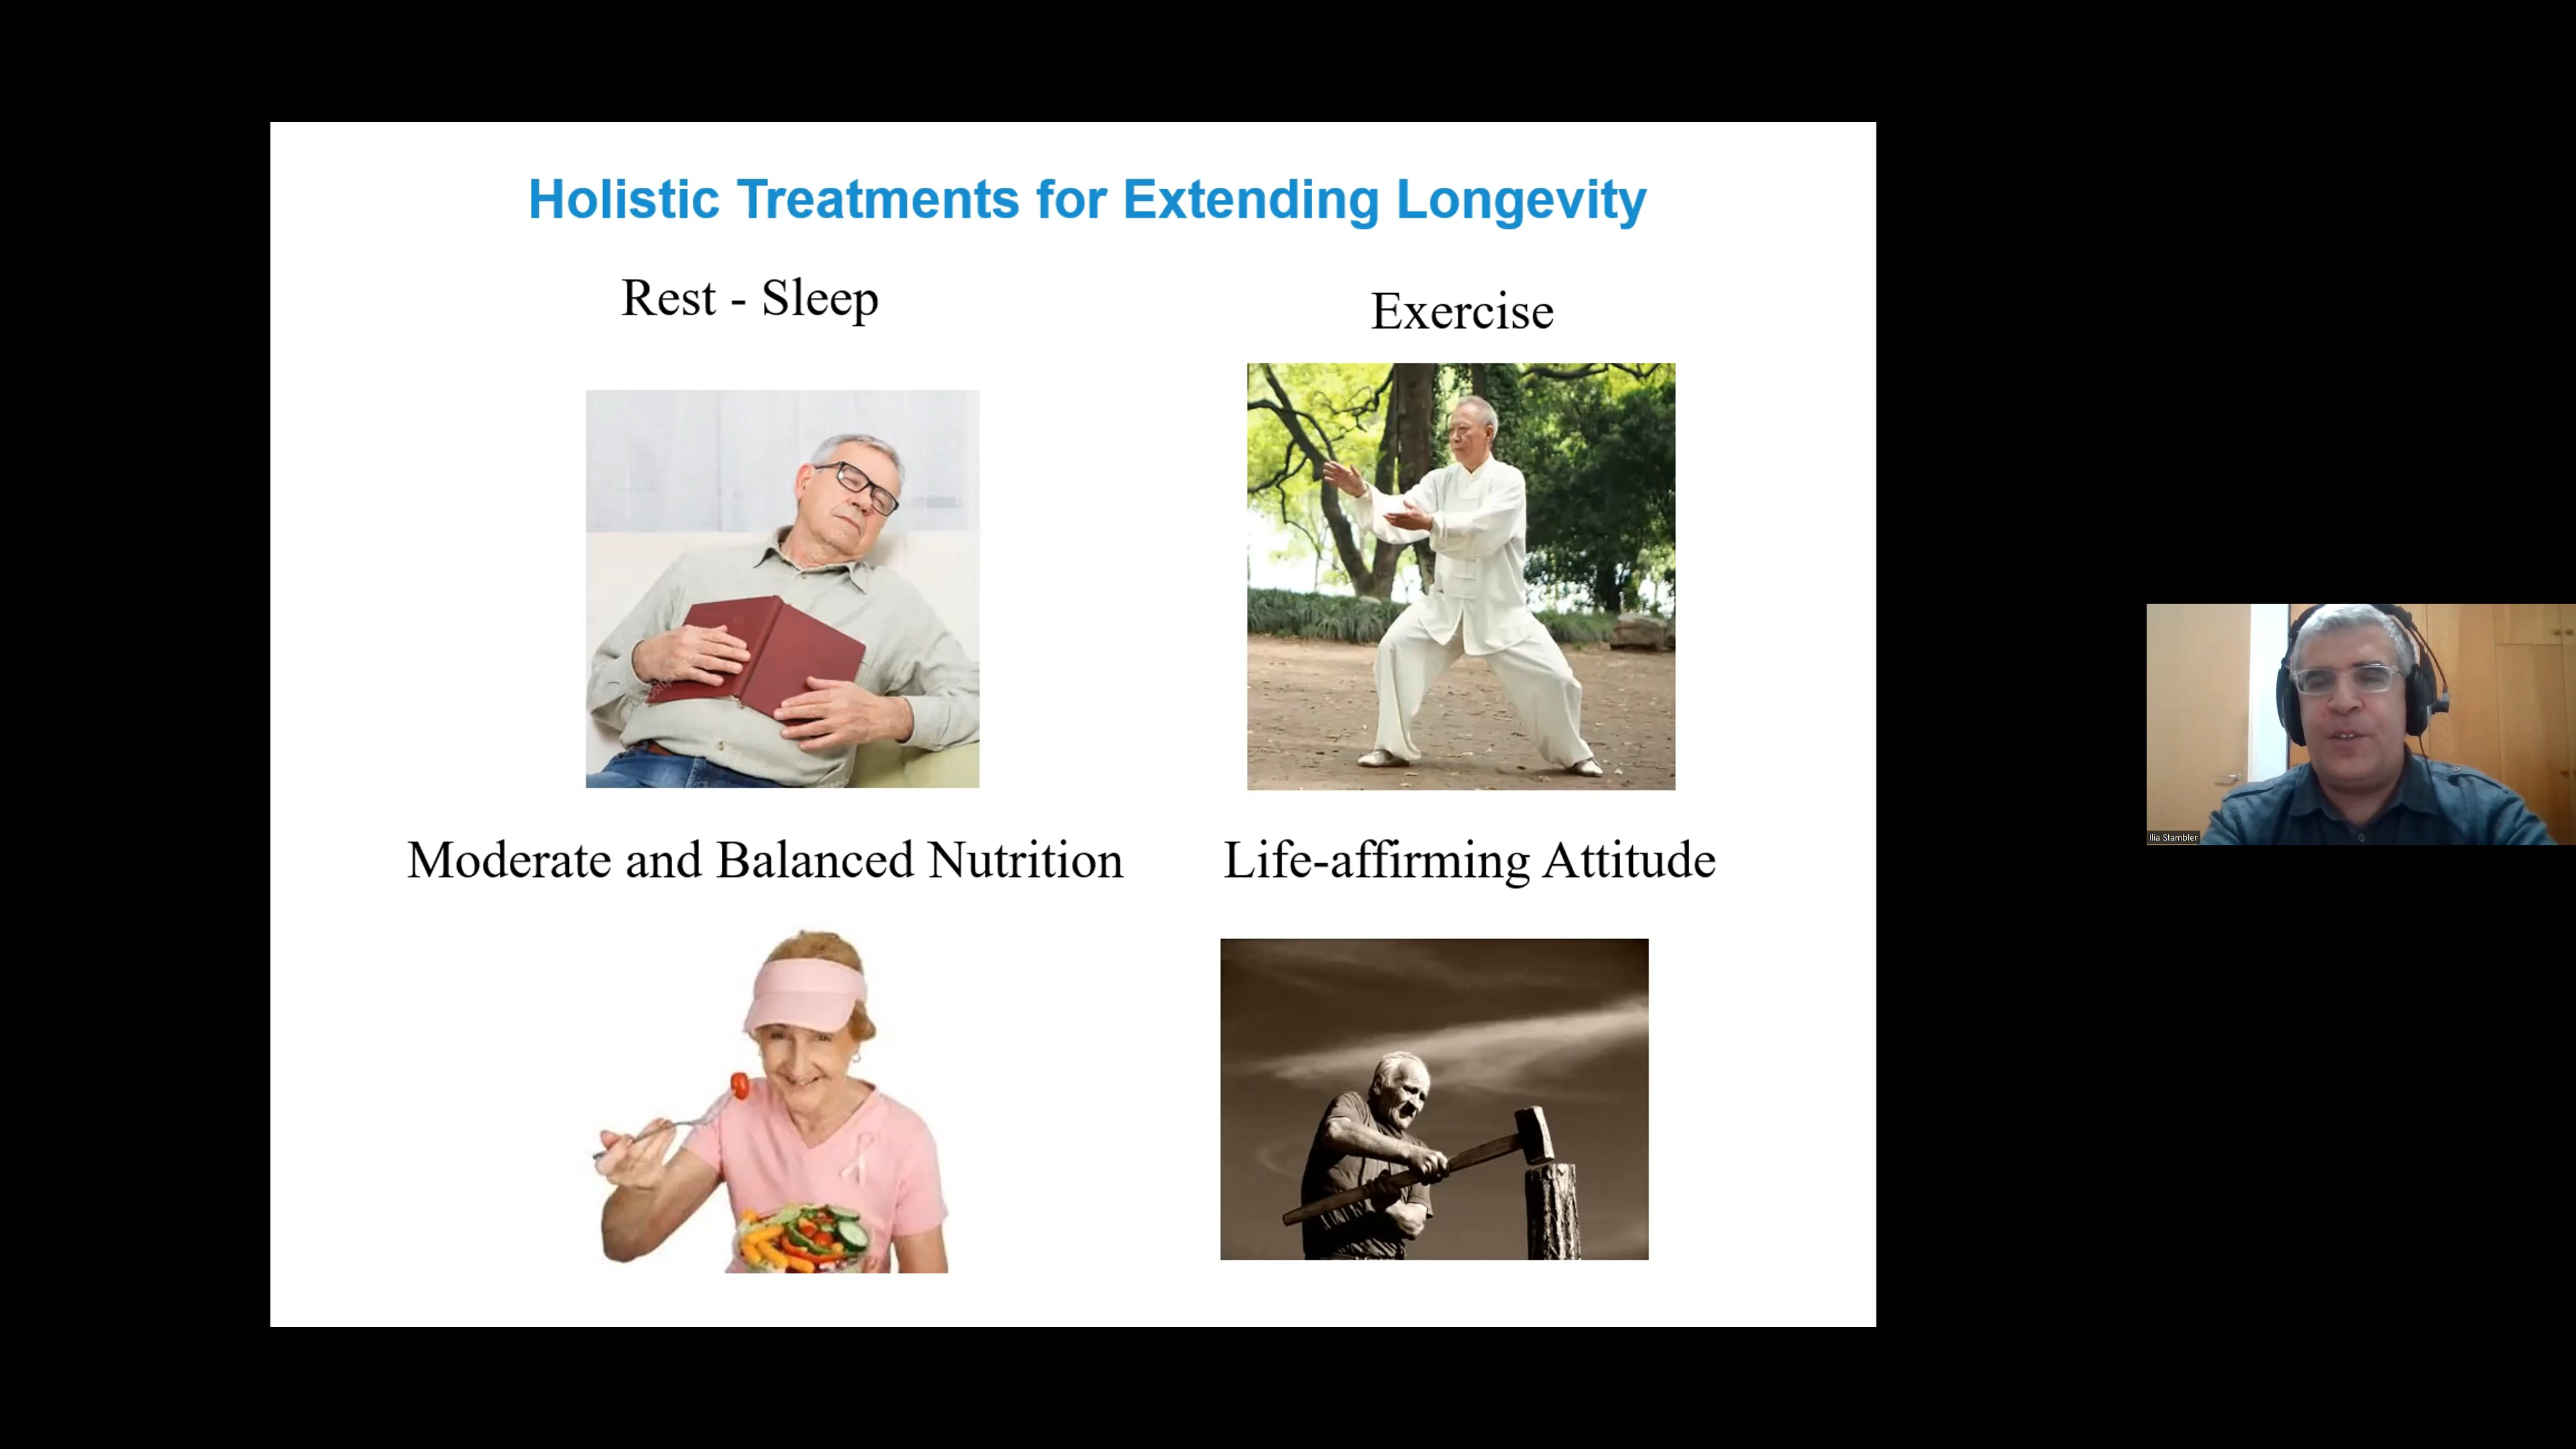 Holistic Treatments for Extending Longevity
Rest - Sleep
Exercise
Moderate and Balanced Nutrition
Life-affirming Attitude
Ilia Stambler